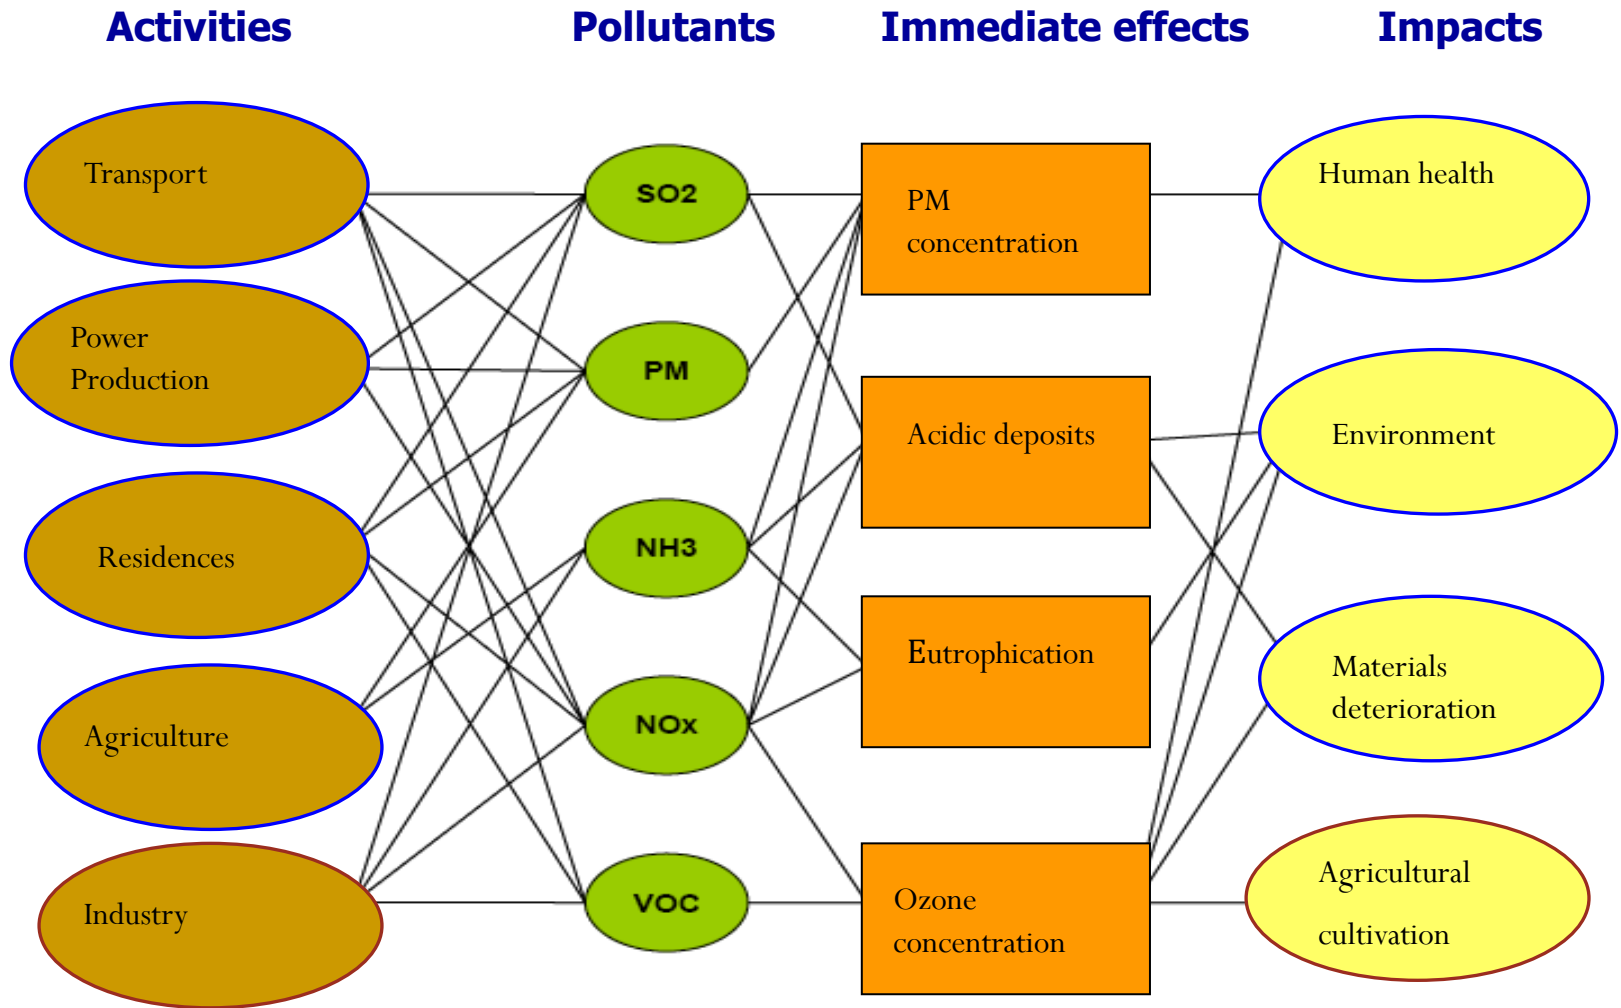 Activities
Pollutants
Immediate effects
Impacts
Transport
Power
Production
Residences
Agriculture
Industry
SO2
PM
NH3
NOx
VOC
PM
concentration
Acidic deposits
Eutrophication
Ozone
concentration
Human health
Environment
Materials
deterioration
Agricultural
cultivation